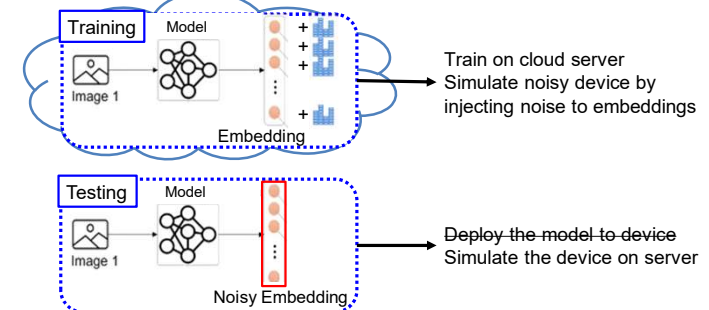 Training
Model
+
+
+
Image 1
⋮
+
Embedding
Train on cloud server
Simulate noisy device by
injecting noise to embeddings
Testing
Model
Image 1
⋮
Noisy Embedding
Deploy the model to device
Simulate the device on server